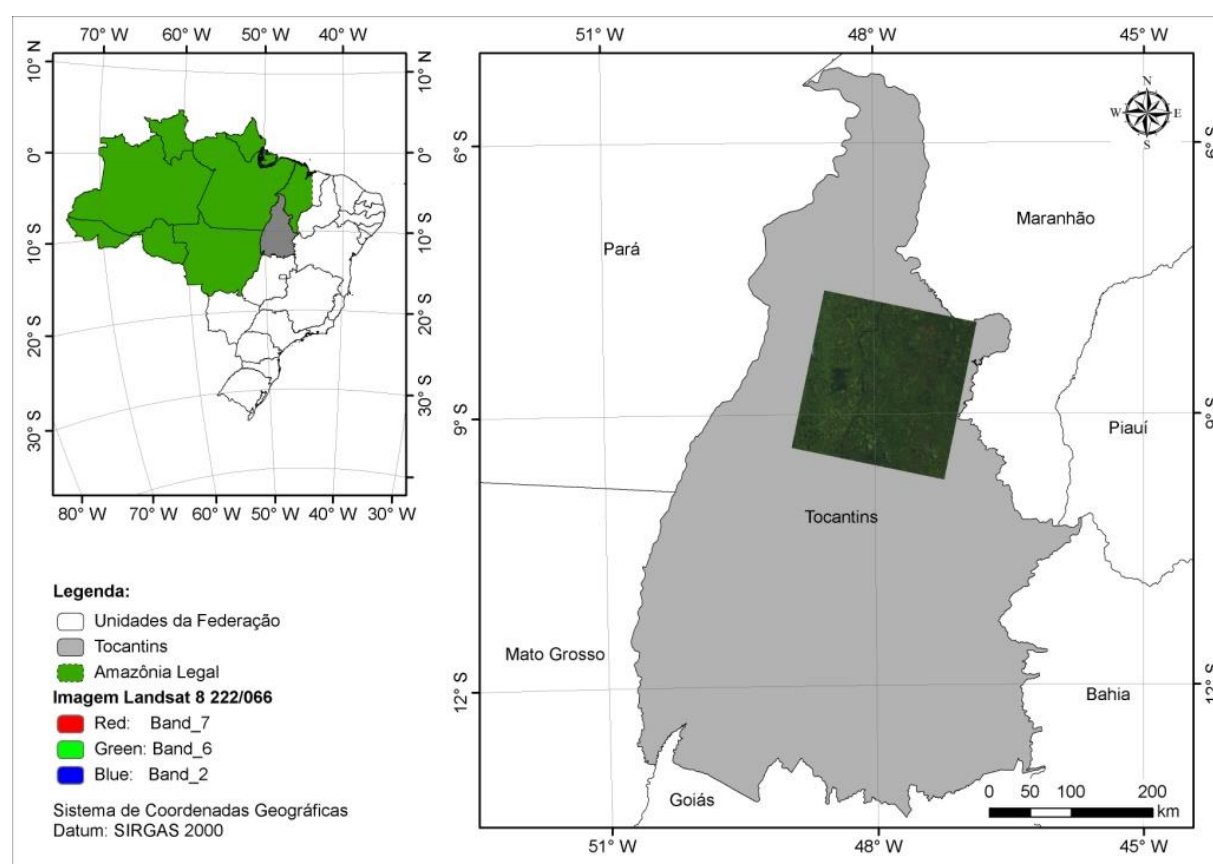 70° W 60° W 50° W 40° W
10° N
10° N
0°
0°
10° S
10° S
20° S
20° S
30° S
30° S
80° W 70° W 60° W 50° W 40° W 30° W
Legenda:
Unidades da Federação
Tocantins
Amazônia Legal
Imagem Landsat 8 222/066
Red: Band_7
Green: Band_6
Blue: Band_2
Sistema de Coordenadas Geográficas
Datum: SIRGAS 2000
51°W 48°W 45°W
N
W E
S
6°S
6°S
Maranhão
Pará
9°S
9°S
Piauí
Tocantins
Mato Grosso
12°S
12°S
Bahia
Goiás
0 50 100 200
km
51°W 48°W 45°W